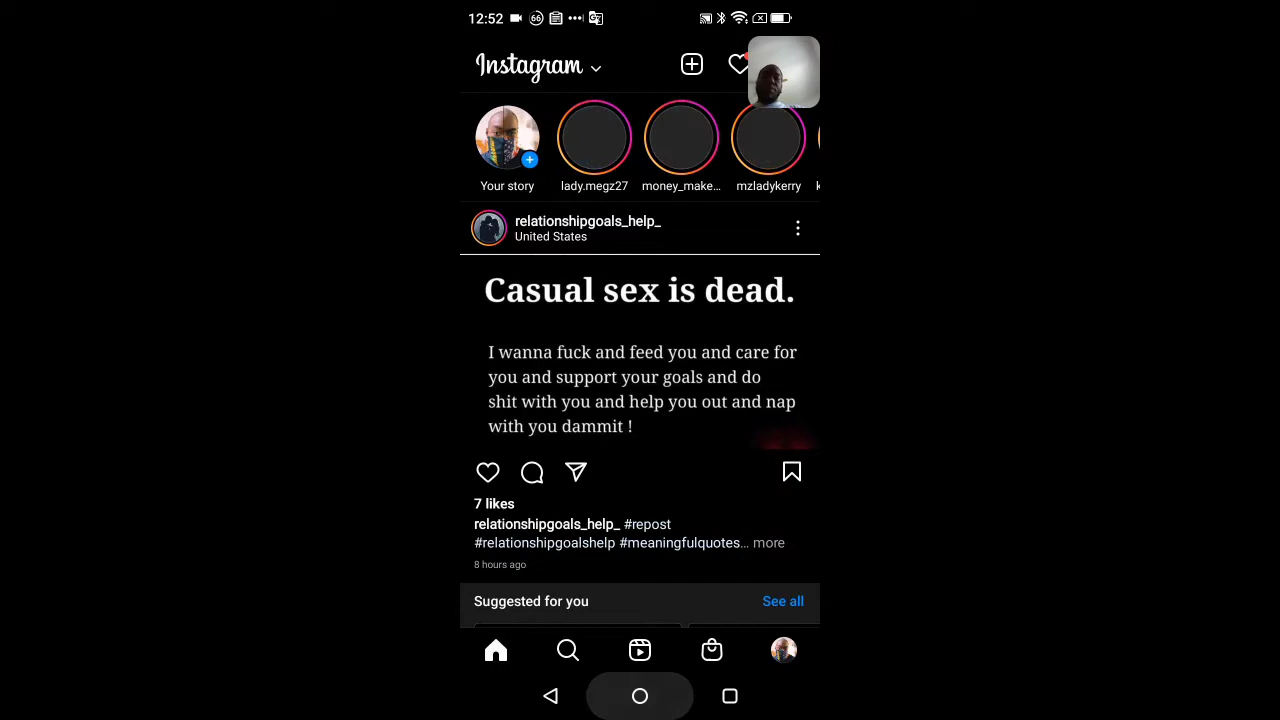 12:52
66
Instagram
Your story
lady.megz27
money_make...
mzladykerry
relationshipgoals_help_
United States
Casual sex is dead.
I wanna fuck and feed you and care for
you and support your goals and do
shit with you and help you out and nap
with you dammit !
7 likes
relationshipgoals_help_ #repost
#relationshipgoalshelp #meaningfulquotes... more
8 hours ago
Suggested for you
See all